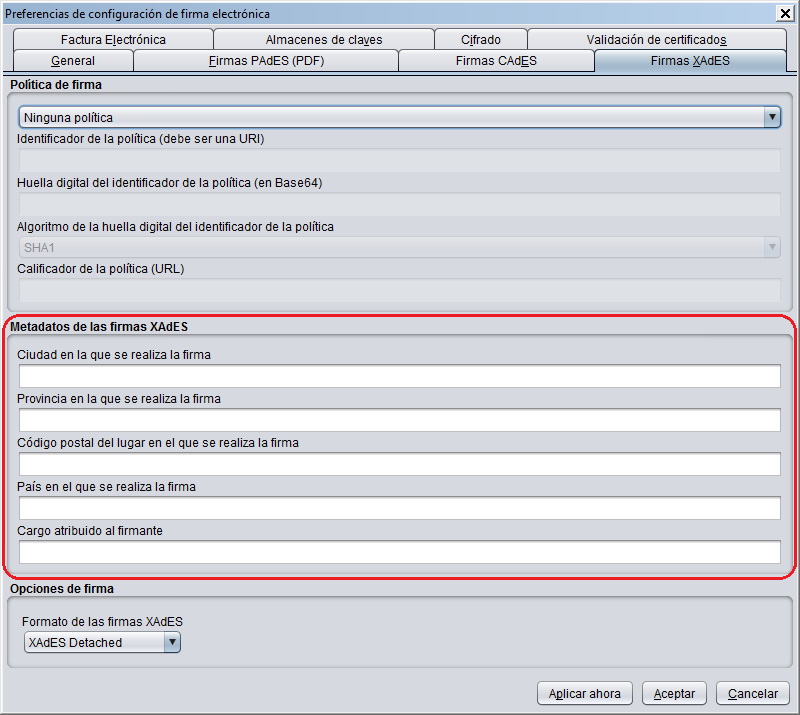 Preferencias de configuración de firma electrónica
Factura Electrónica Almacenes de claves Cifrado Validación de certificados
General Firmas PAdES (PDF) Firmas CAdES Firmas XAdES
Política de firma
Ninguna política
Identificador de la política (debe ser una URI)
Huella digital del identificador de la política (en Base64)
Algoritmo de la huella digital del identificador de la política
SHA1
Calificador de la política (URL)
Metadatos de las firmas XAdES
Ciudad en la que se realiza la firma
Provincia en la que se realiza la firma
Código postal del lugar en el que se realiza la firma
País en el que se realiza la firma
Cargo atribuido al firmante
Opciones de firma
Formato de las firmas XAdES
XAdES Detached
Aplicar ahora Aceptar Cancelar